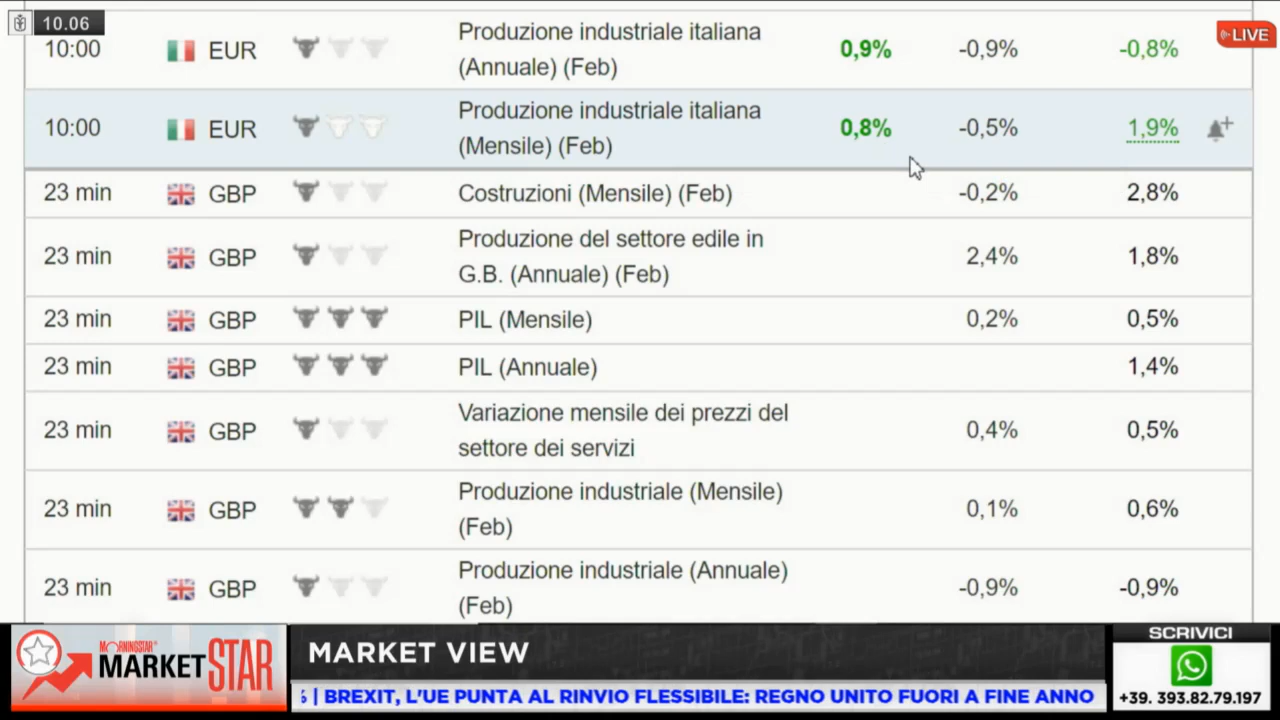 10.06
LIVE
10:00 EUR Produzione industriale italiana 0,9% -0,9% -0,8%
(Annuale) (Feb)
10:00 EUR Produzione industriale italiana 0,8% -0,5% 1,9%
(Mensile) (Feb)
23 min GBP Costruzioni (Mensile) (Feb) -0,2% 2,8%
23 min GBP Produzione del settore edile in 2,4% 1,8%
G.B. (Annuale) (Feb)
23 min GBP PIL (Mensile) 0,2% 0,5%
23 min GBP PIL (Annuale) 1,4%
23 min GBP Variazione mensile dei prezzi del 0,4% 0,5%
settore dei servizi
23 min GBP Produzione industriale (Mensile) 0,1% 0,6%
(Feb)
23 min GBP Produzione industriale (Annuale) -0,9% -0,9%
(Feb)
MORNINGSTAR®
MARKET STAR
MARKET VIEW
| BREXIT, L'UE PUNTA AL RINVIO FLESSIBILE: REGNO UNITO FUORI A FINE ANNO
SCRIVICI
+39. 393.82.79.197